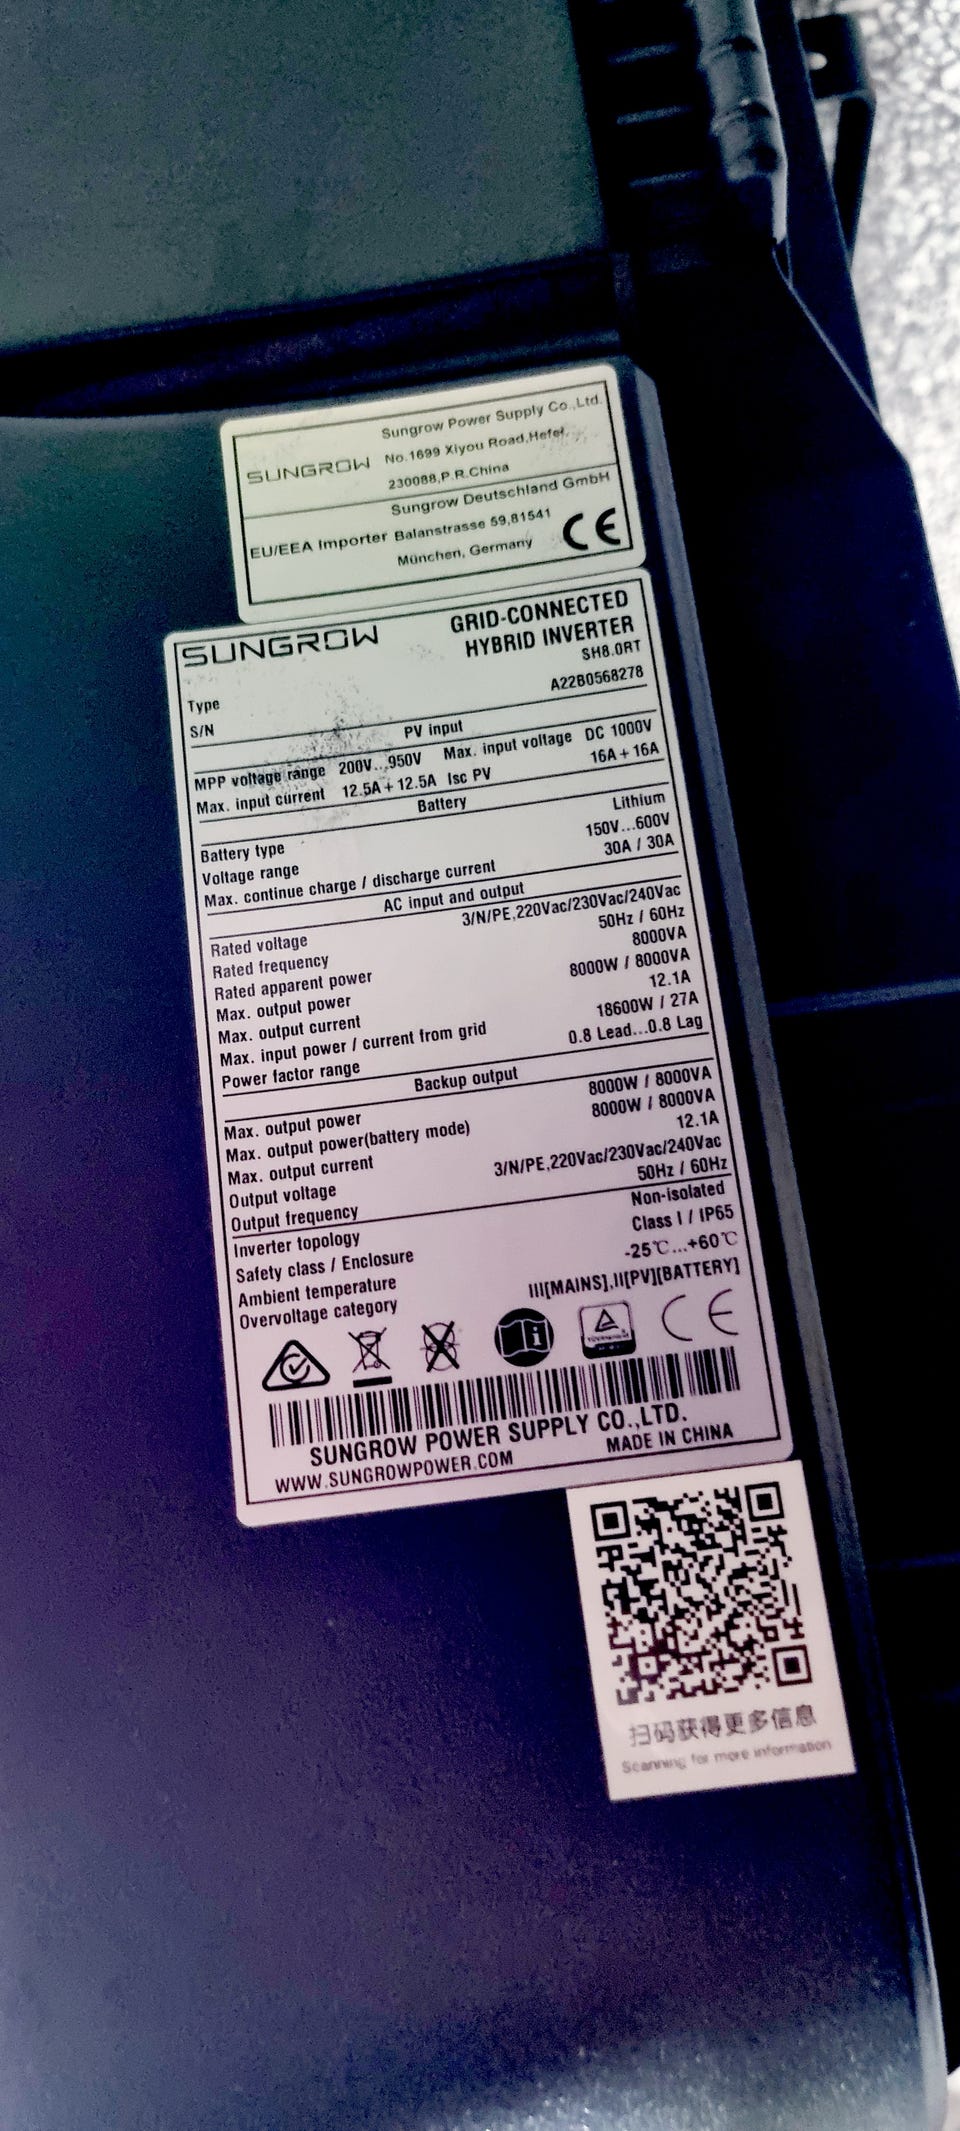 Sungrow Power Supply Co.,Ltd.
SUNGROW No.1699 Xiyou Road,Hefei,
230088,P.R.China
Sungrow Deutschland GmbH
EU/EEA Importer Balanstrasse 59,81541
München, Germany
CE
SUNGROW GRID-CONNECTED
HYBRID INVERTER
Type SH8.0RT
S/N A22B0568278
PV input
MPP voltage range 200V...950V Max. input voltage DC 1000V
Max. input current 12.5A+12.5A Isc PV 16A+16A
Battery
Battery type Lithium
Voltage range 150V...600V
Max. continue charge / discharge current 30A / 30A
AC input and output
Rated voltage 3/N/PE,220Vac/230Vac/240Vac
Rated frequency 50Hz / 60Hz
Rated apparent power 8000VA
Max. output power 8000W / 8000VA
Max. output current 12.1A
Max. input power / current from grid 18600W / 27A
Power factor range 0.8 Lead...0.8 Lag
Backup output
Max. output power 8000W / 8000VA
Max. output power(battery mode) 8000W / 8000VA
Max. output current 12.1A
Output voltage 3/N/PE,220Vac/230Vac/240Vac
Output frequency 50Hz / 60Hz
Inverter topology Non-isolated
Safety class / Enclosure Class I / IP65
Ambient temperature -25℃...+60℃
Overvoltage category III[MAINS],II[PV][BATTERY]
CE
SUNGROW POWER SUPPLY CO.,LTD.
WWW.SUNGROWPOWER.COM MADE IN CHINA
扫码获得更多信息
Scanning for more information